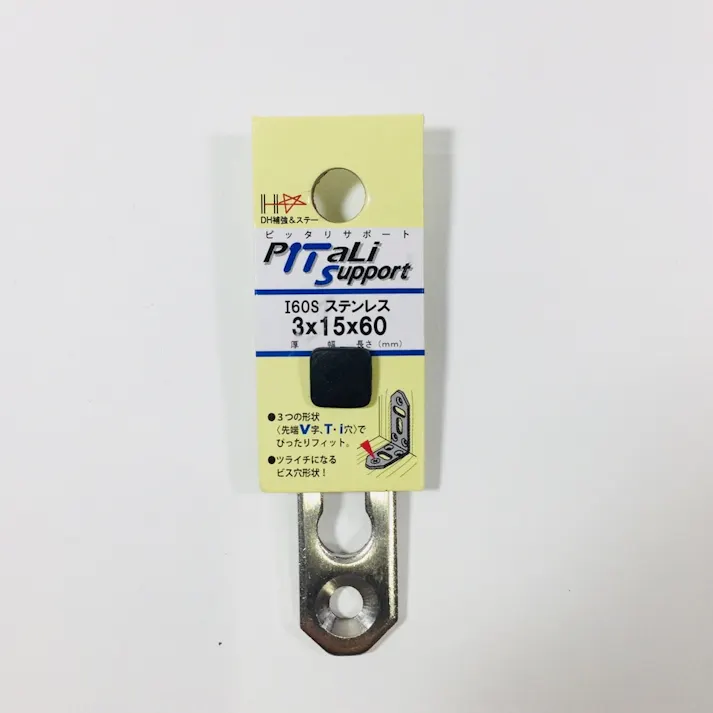 DH補強&ステー
ピッタリサポート
PITaLi
Support
I60S ステンレス
3x15x60
厚 幅 長さ(mm)
●3つの形状
〈先端V字、T・i穴〉で
ぴったりフィット。
●ツライチになる
ビス穴形状!